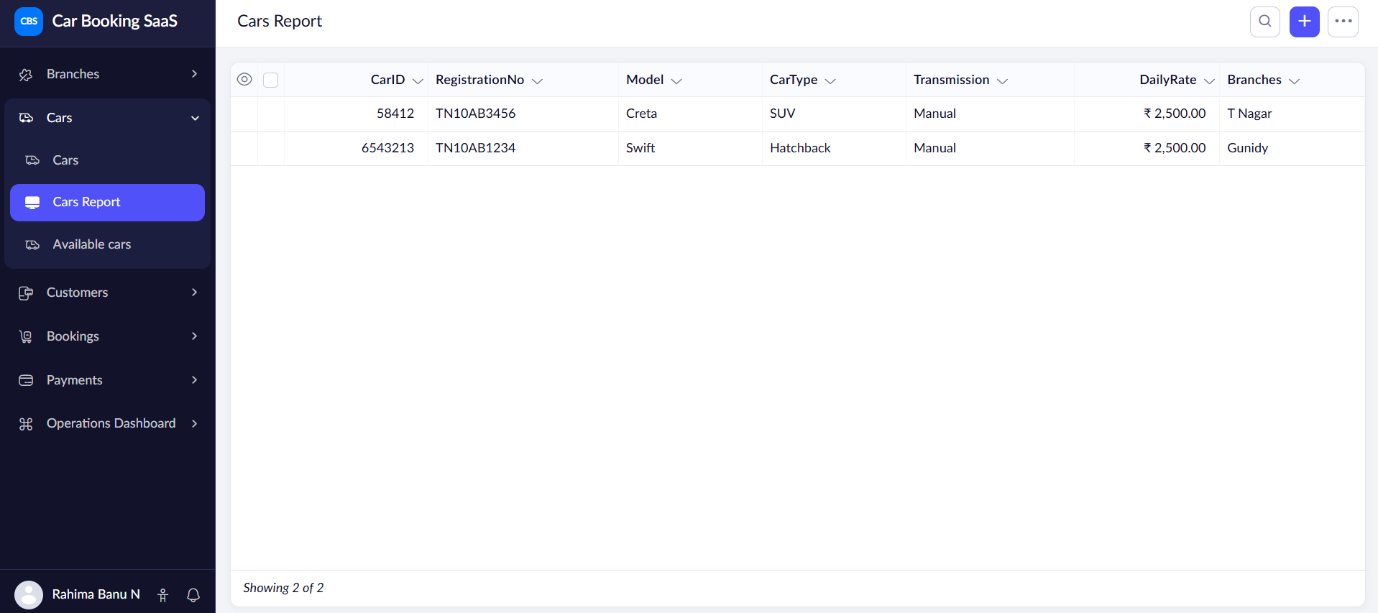 CBS Car Booking SaaS
Branches
Cars
Cars
Cars Report
Available cars
Customers
Bookings
Payments
Operations Dashboard
Rahima Banu N
Cars Report
CarID RegistrationNo Model CarType Transmission DailyRate Branches
58412 TN10AB3456 Creta SUV Manual ₹ 2,500.00 T Nagar
6543213 TN10AB1234 Swift Hatchback Manual ₹ 2,500.00 Gunidy
Showing 2 of 2